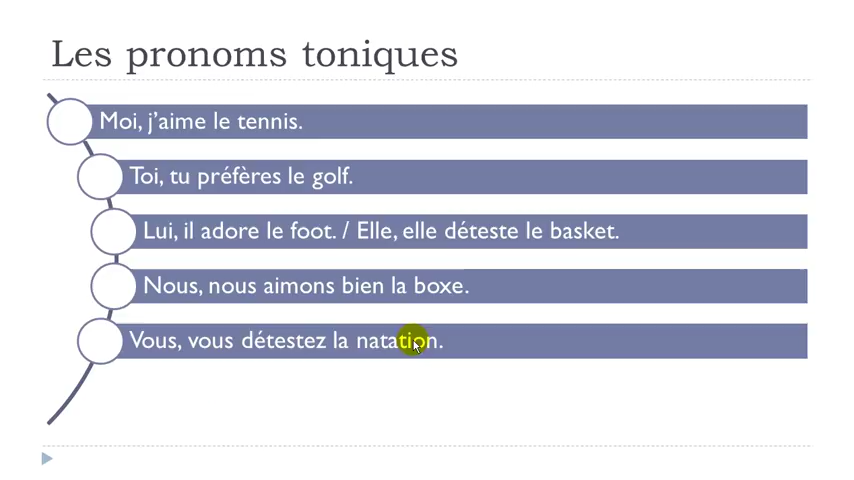 Les pronoms toniques
Moi, j’aime le tennis.
Toi, tu préfères le golf.
Lui, il adore le foot. / Elle, elle déteste le basket.
Nous, nous aimons bien la boxe.
Vous, vous détestez la natation.